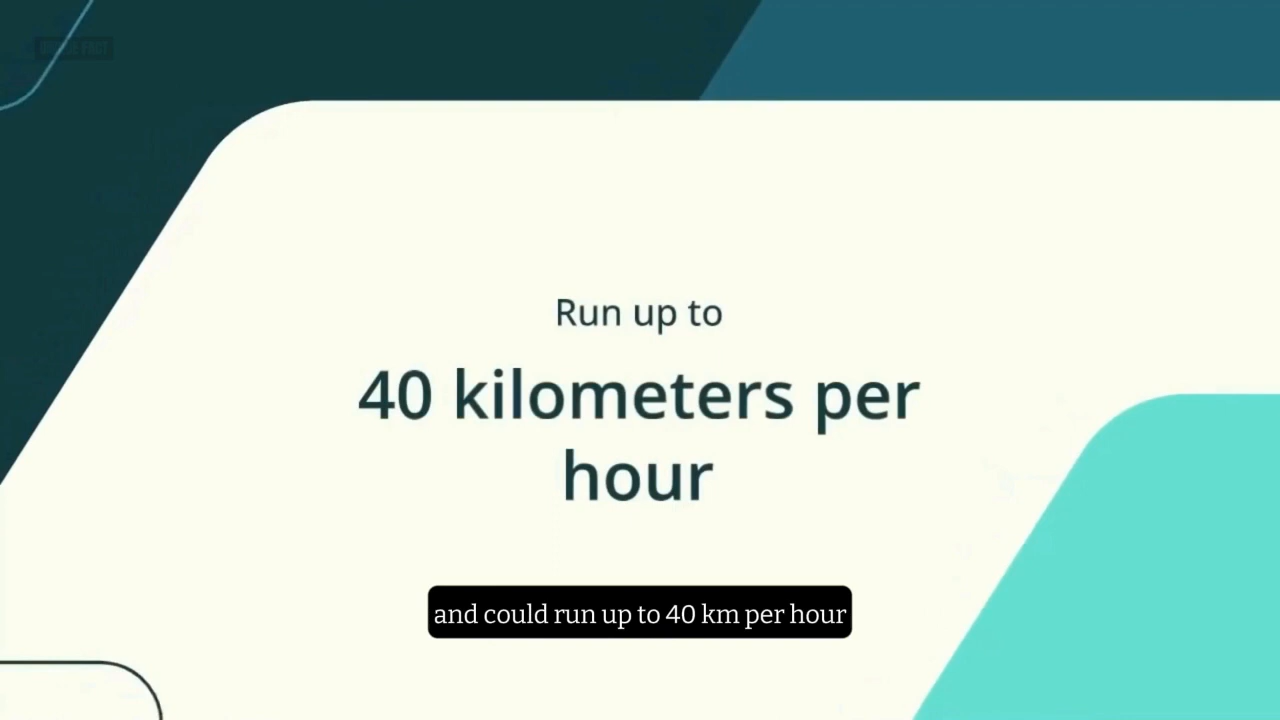 Run up to
40 kilometers per
hour
and could run up to 40 km per hour